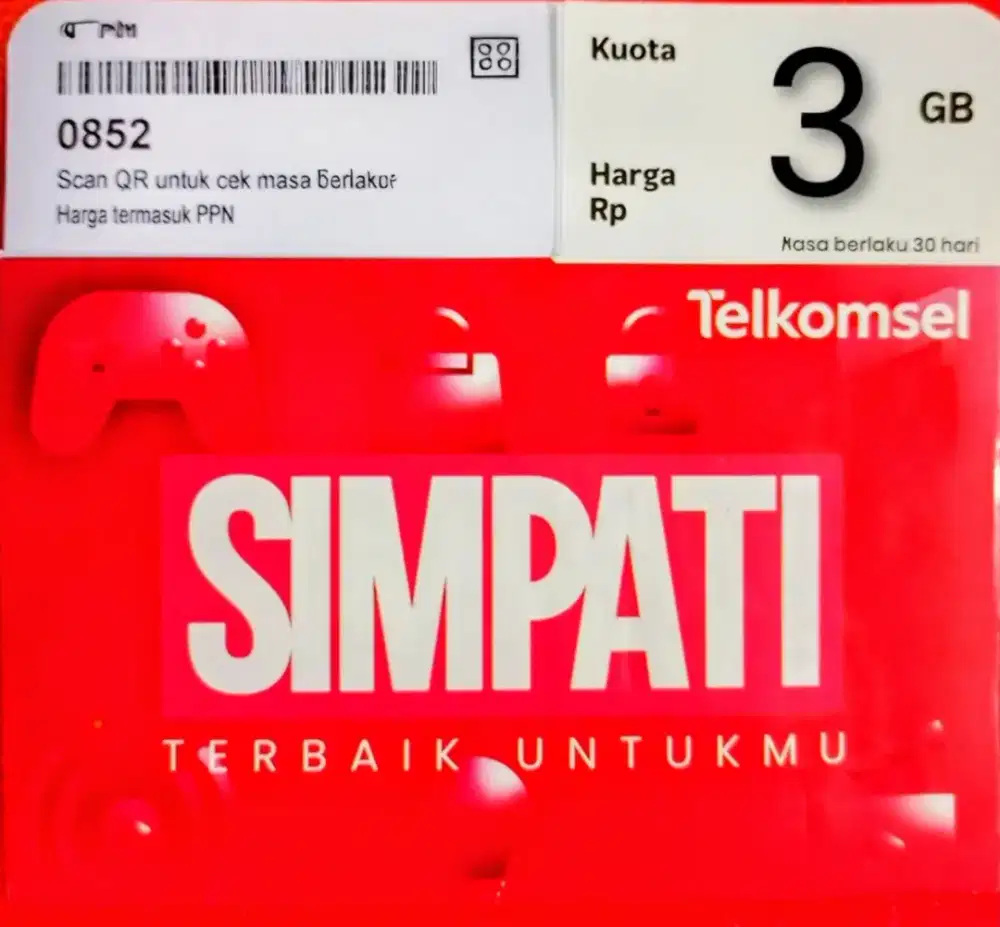 0852
Scan QR untuk cek masa
Harga termasuk PPN
Kuota
3 GB
Harga
Rp
Masa berlaku 30 hari
Telkomsel
SIMPATI
TERBAIK UNTUKMU